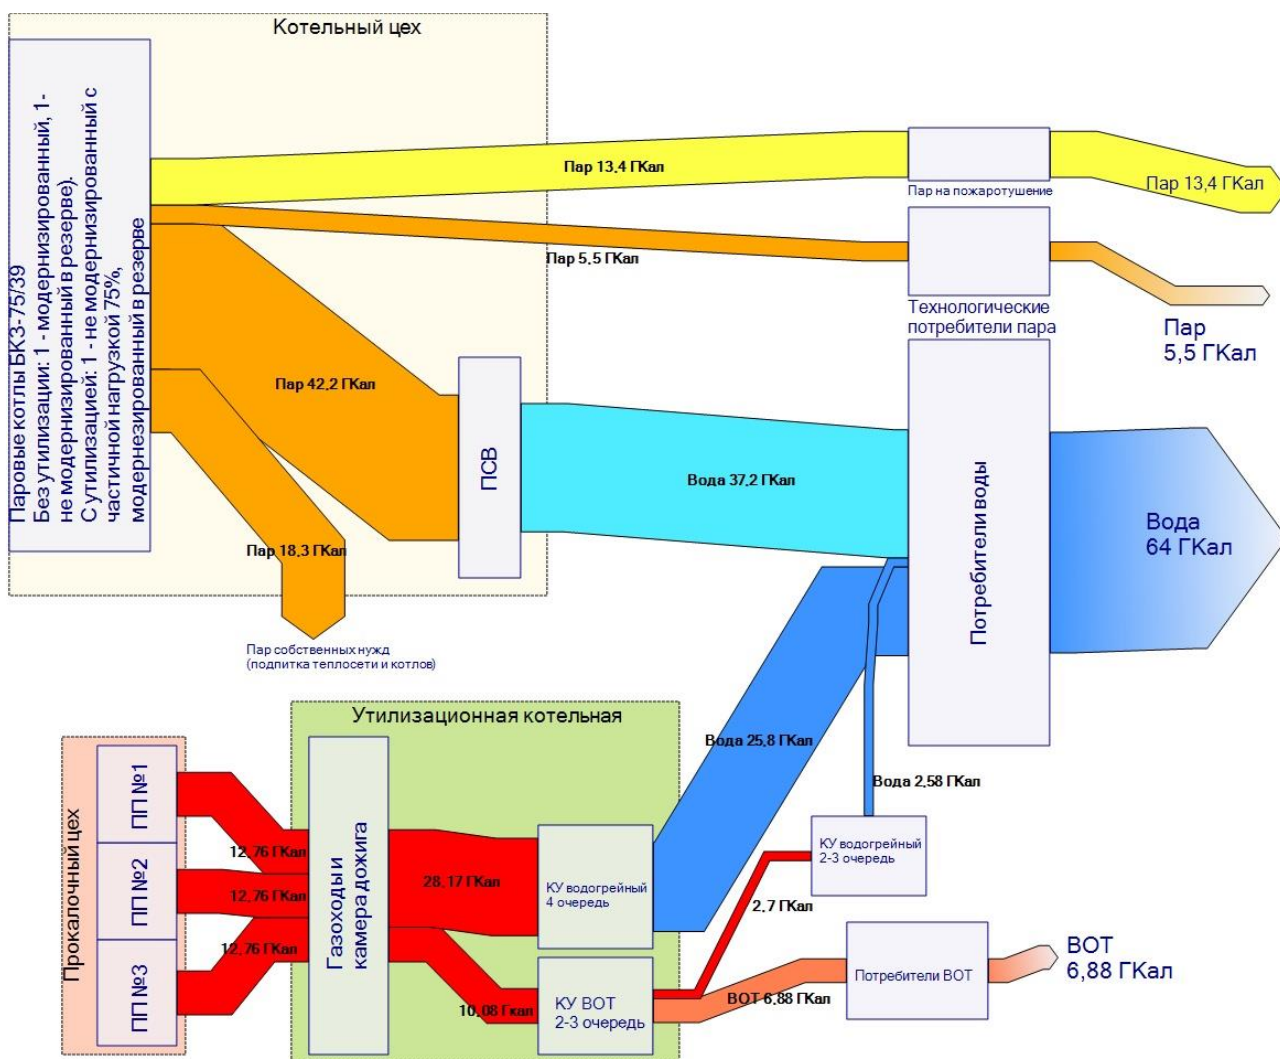 Котельный цех
Паровые котлы БКЗ-75/39
Без утилизации: 1 - модернизированный, 1-
не модернизированный в резерве).
С утилизацией: 1 - не модернизированный с
частичной нагрузкой 75%,
модернезированный в резерве
Пар 13,4 ГКал
Пар на пожаротушение
Пар 13,4 ГКал
Пар 5,5 ГКал
Технологические
потребители пара
Пар
5,5 ГКал
Пар 42,2 ГКал
ПСВ
Вода 37,2 ГКал
Потребители воды
Вода
64 ГКал
Пар 18,3 ГКал
Пар собственных нужд
(подпитка теплосети и котлов)
Утилизационная котельная
Вода 25,8 ГКал
Вода 2,58 ГКал
Прокалочный цех
ПП №1
ПП №2
ПП №3
12,76 ГКал
12,76 ГКал
12,76 ГКал
Газоходы и
камера дожига
28,17 ГКал
КУ водогрейный
4 очередь
КУ водогрейный
2-3 очередь
2,7 ГКал
10,08 Гкал
КУ ВОТ
2-3 очередь
ВОТ 6,88 ГКал
Потребители ВОТ
ВОТ
6,88 ГКал